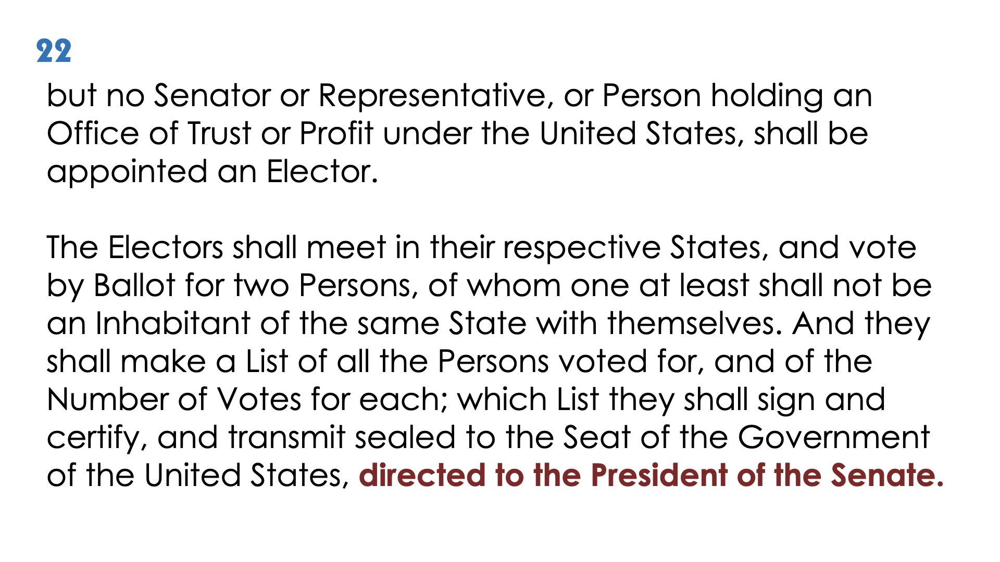 22
but no Senator or Representative, or Person holding an
Office of Trust or Profit under the United States, shall be
appointed an Elector.
The Electors shall meet in their respective States, and vote
by Ballot for two Persons, of whom one at least shall not be
an Inhabitant of the same State with themselves. And they
shall make a List of all the Persons voted for, and of the
Number of Votes for each; which List they shall sign and
certify, and transmit sealed to the Seat of the Government
of the United States, directed to the President of the Senate.